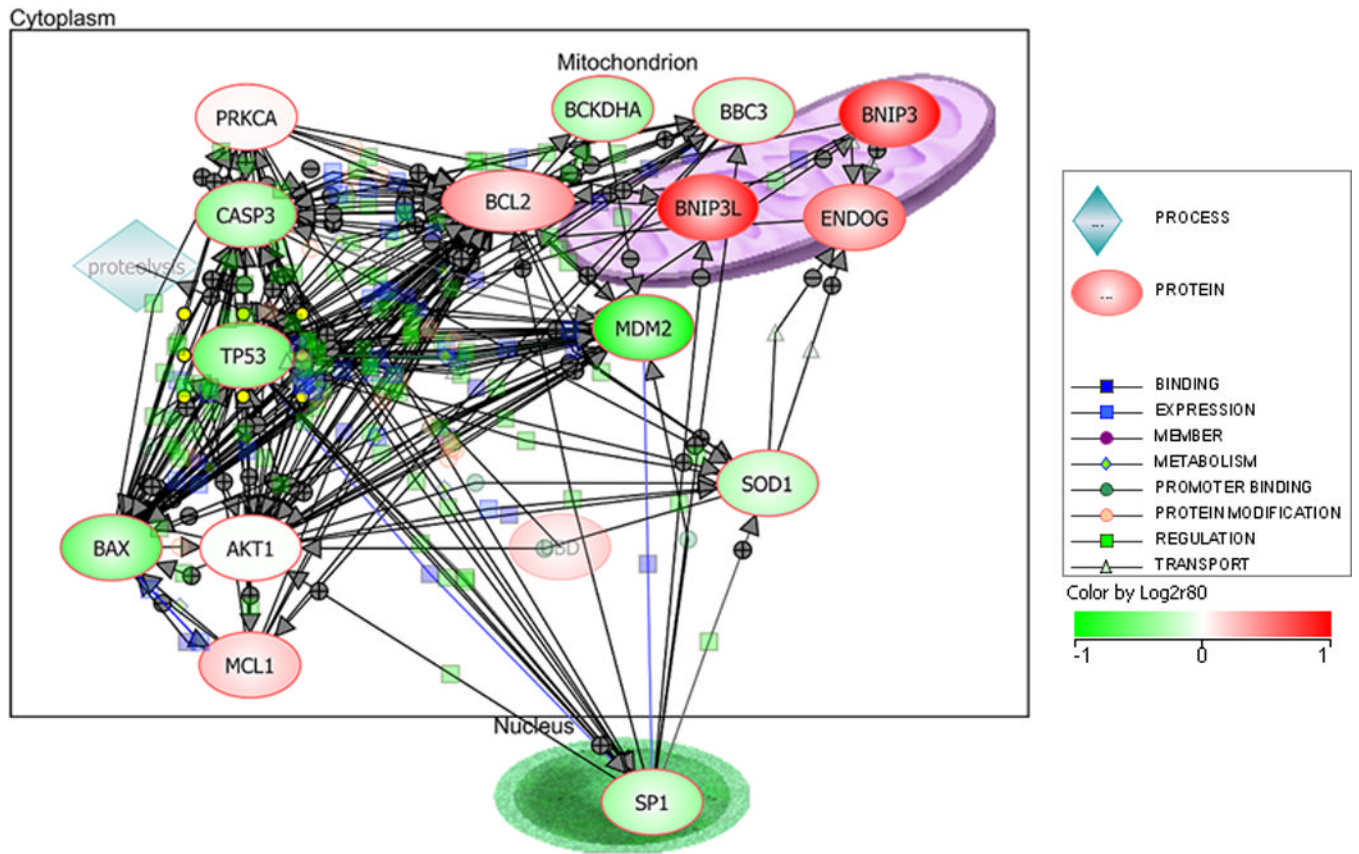 Cytoplasm
Mitochondrion
PRKCA
BCKDHA
BBC3
BNIP3
CASP3
BCL2
BNIP3L
ENDOG
proteolysis
TP53
MDM2
SOD1
BAX
AKT1
MCL1
Nucleus
SP1
... PROCESS
... PROTEIN
BINDING
EXPRESSION
MEMBER
METABOLISM
PROMOTER BINDING
PROTEIN MODIFICATION
REGULATION
TRANSPORT
Color by Log2r80
-1 0 1